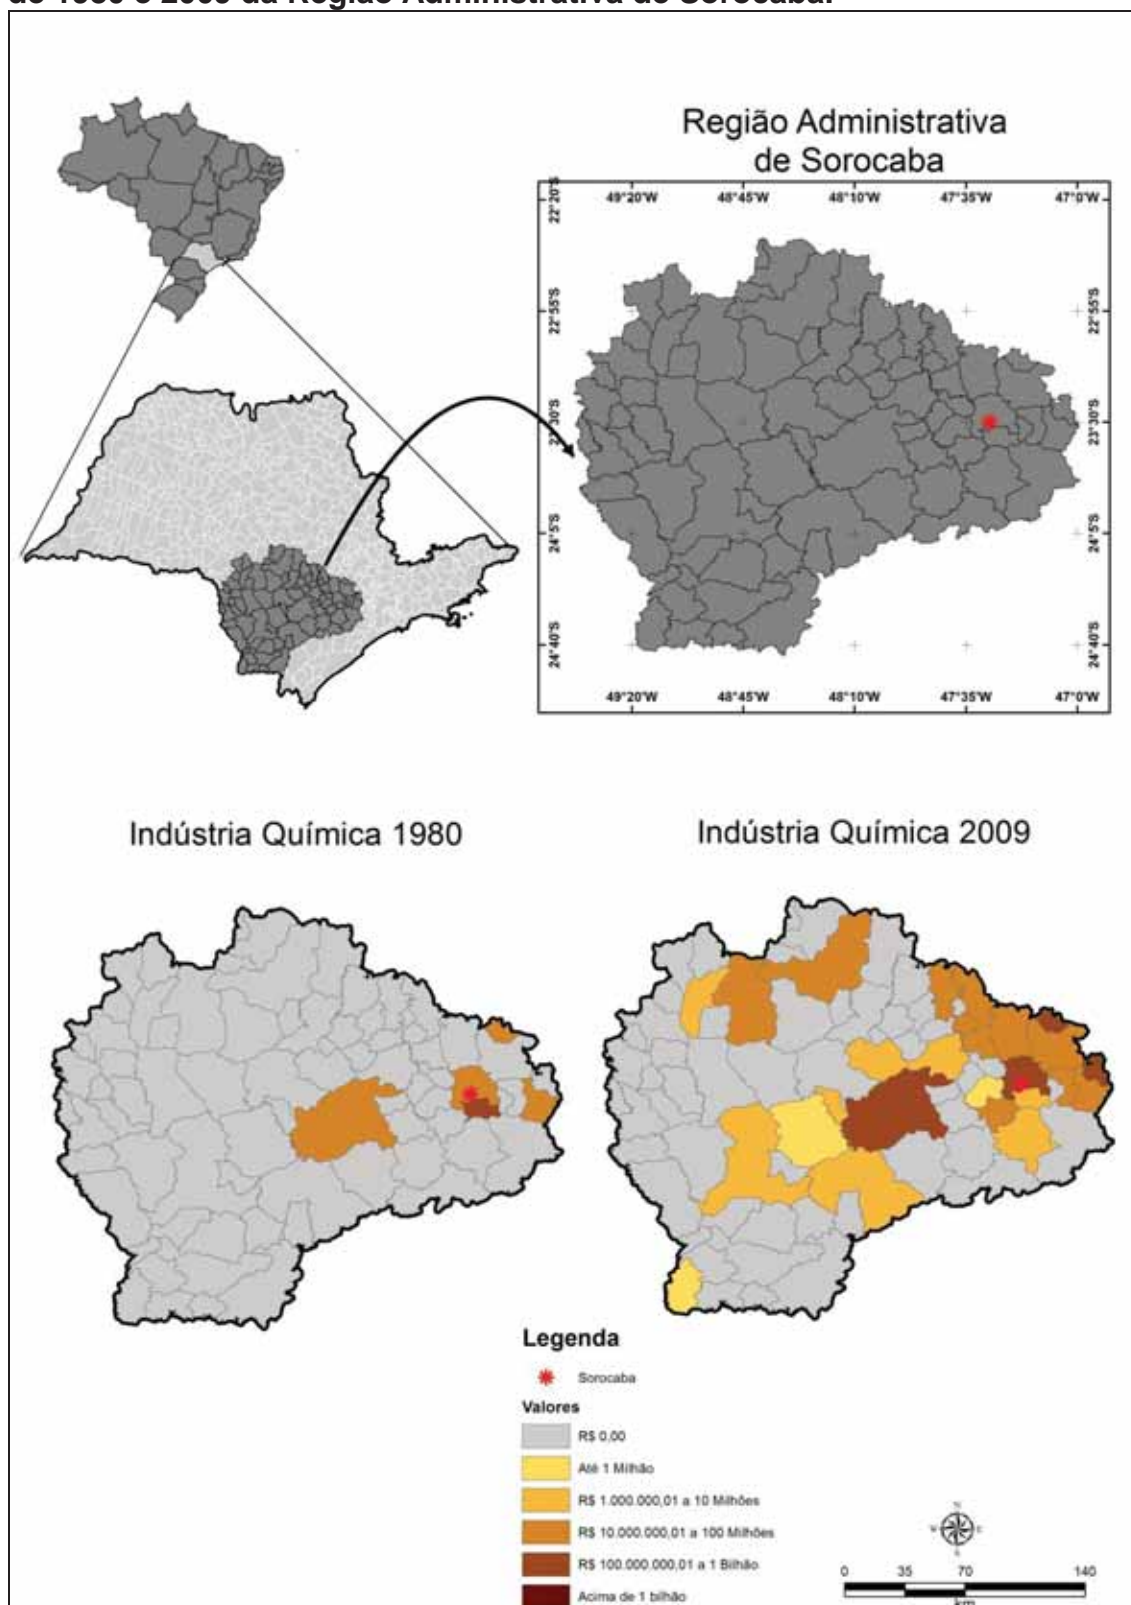 de 1980 e 2009 da Região Administrativa de Sorocaba.
Região Administrativa
de Sorocaba
49°20'W 48°45'W 48°10'W 47°35'W 47°0'W
22°20'S
22°55'S
23°30'S
24°5'S
24°40'S
22°20'S
22°55'S
23°30'S
24°5'S
24°40'S
49°20'W 48°45'W 48°10'W 47°35'W 47°0'W
Indústria Química 1980
Indústria Química 2009
Legenda
Sorocaba
Valores
R$ 0,00
Até 1 Milhão
R$ 1.000.000,01 a 10 Milhões
R$ 10.000.000,01 a 100 Milhões
R$ 100.000.000,01 a 1 Bilhão
Acima de 1 bilhão
N
W E
S
0 35 70 140
km